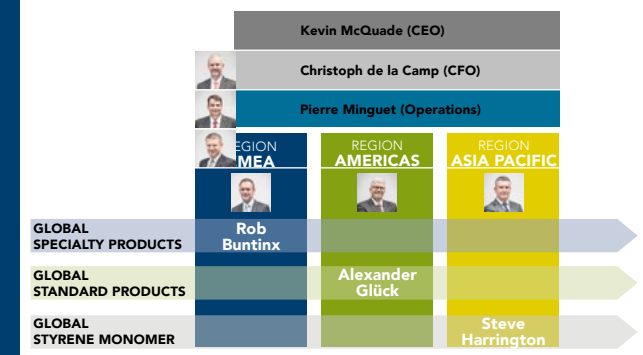 Kevin McQuade (CEO)
Christoph de la Camp (CFO)
Pierre Minguet (Operations)
EGION
MEA
REGION
AMERICAS
REGION
ASIA PACIFIC
GLOBAL
SPECIALTY PRODUCTS
Rob
Buntinx
GLOBAL
STANDARD PRODUCTS
Alexander
Glück
GLOBAL
STYRENE MONOMER
Steve
Harrington